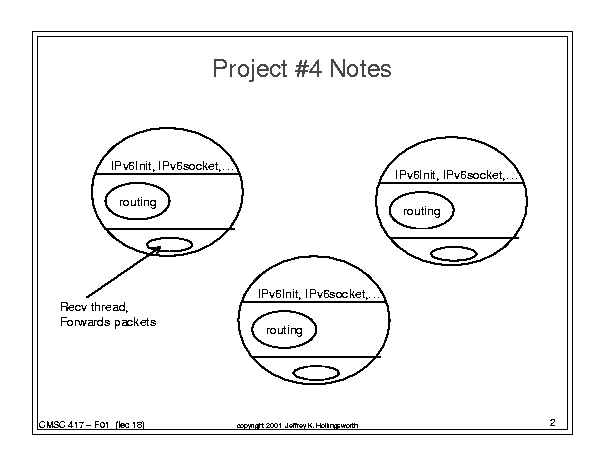 Project #4 Notes
IPv6Init, IPv6socket,…
routing
IPv6Init, IPv6socket,…
routing
Recv thread,
Forwards packets
IPv6Init, IPv6socket,…
routing
CMSC 417 – F01 (lec 18)
copyright 2001 Jeffrey K. Hollingsworth
2